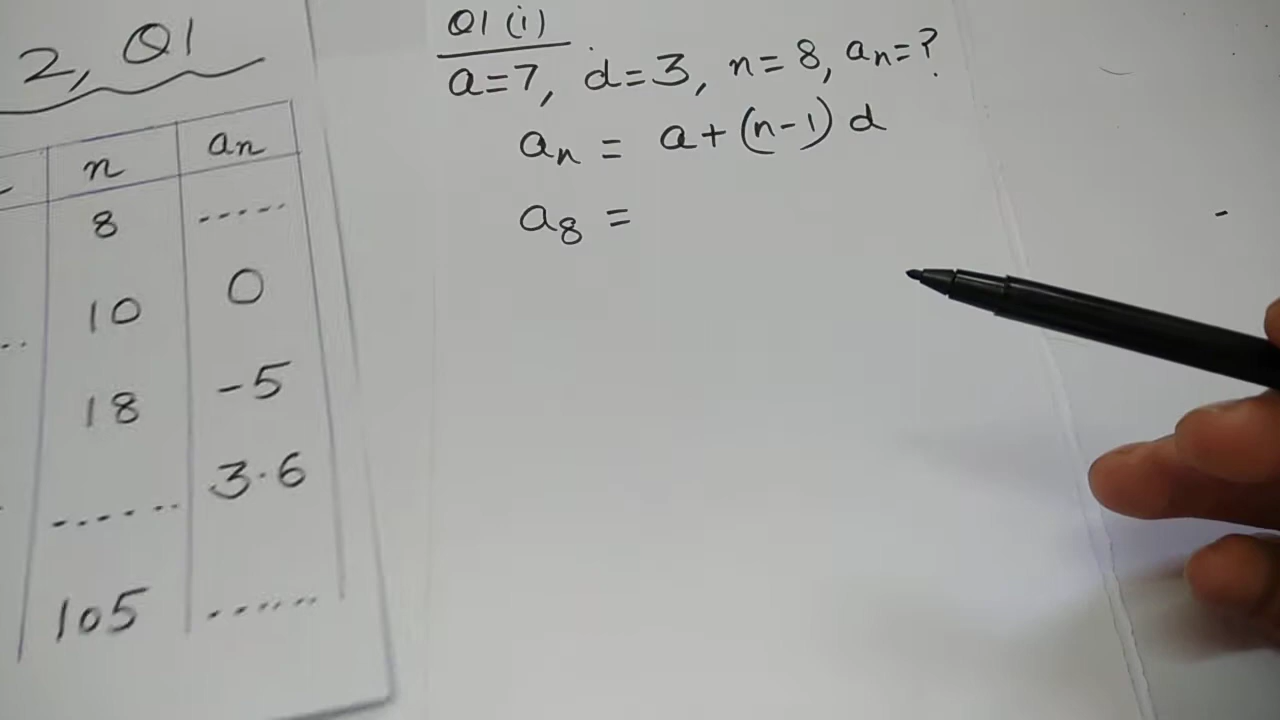 2, Q1
n an
8 ......
10 0
18 -5
...... 3.6
105 ......
Q1 (i)
a=7, d=3, n=8, an=?
an = a+(n-1) d
a8 =